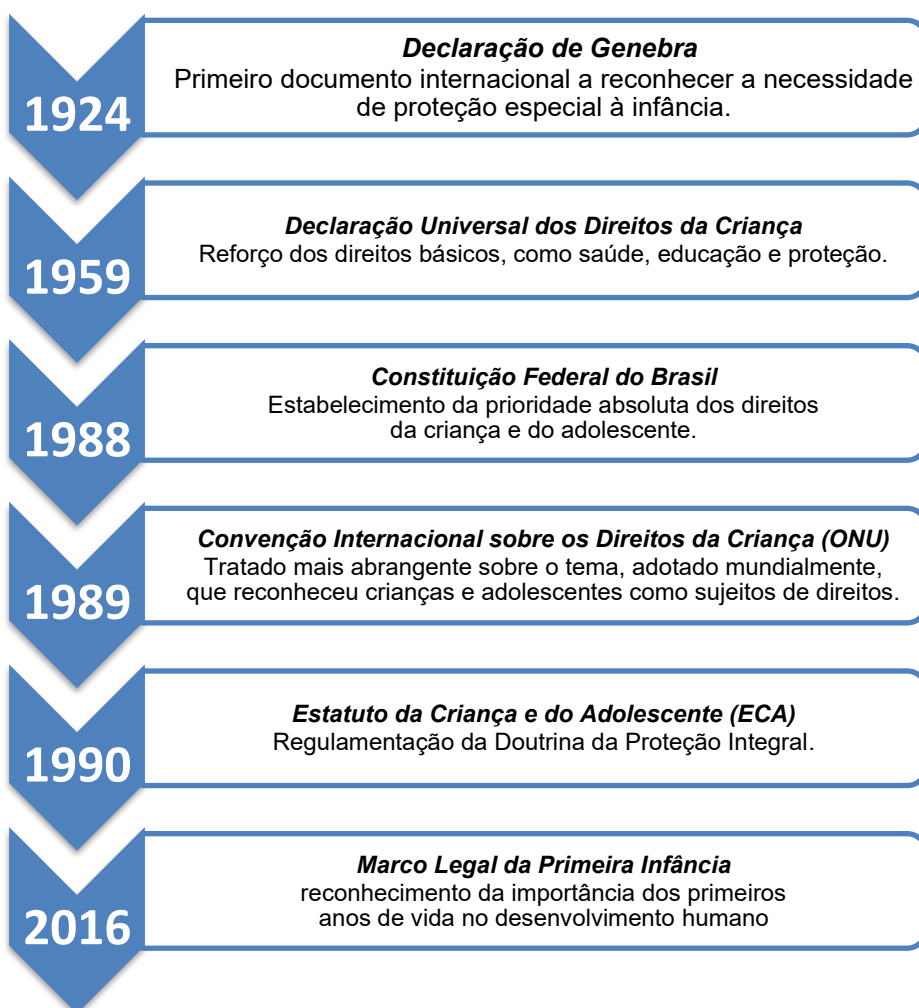 1924
Declaração de Genebra
Primeiro documento internacional a reconhecer a necessidade
de proteção especial à infância.
1959
Declaração Universal dos Direitos da Criança
Reforço dos direitos básicos, como saúde, educação e proteção.
1988
Constituição Federal do Brasil
Estabelecimento da prioridade absoluta dos direitos
da criança e do adolescente.
1989
Convenção Internacional sobre os Direitos da Criança (ONU)
Tratado mais abrangente sobre o tema, adotado mundialmente,
que reconheceu crianças e adolescentes como sujeitos de direitos.
1990
Estatuto da Criança e do Adolescente (ECA)
Regulamentação da Doutrina da Proteção Integral.
2016
Marco Legal da Primeira Infância
reconhecimento da importância dos primeiros
anos de vida no desenvolvimento humano